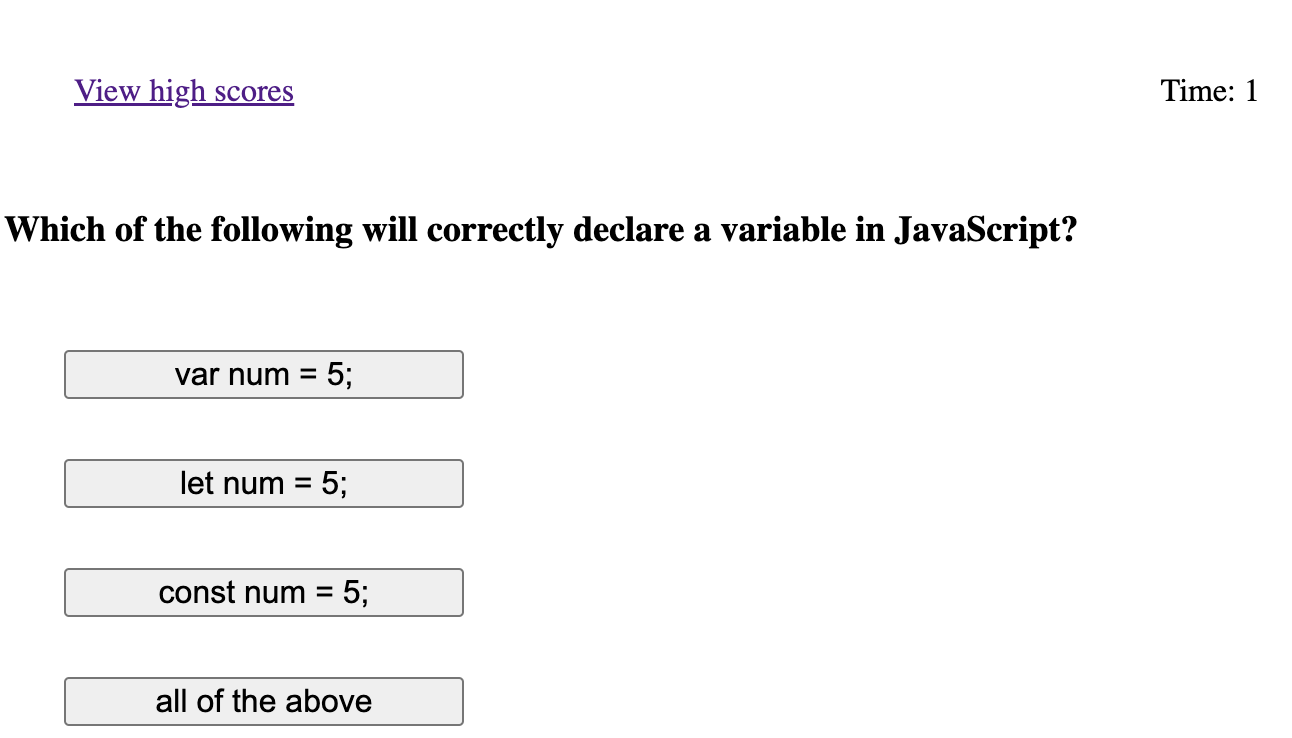 View high scores
Time: 1
Which of the following will correctly declare a variable in JavaScript?
var num = 5;
let num = 5;
const num = 5;
all of the above